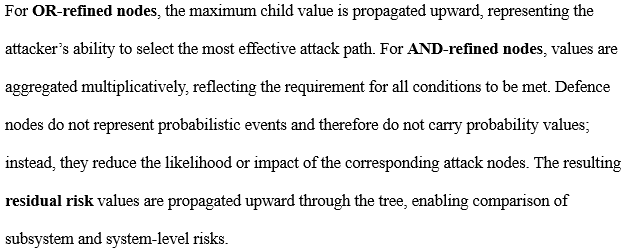 For OR-refined nodes, the maximum child value is propagated upward, representing the
attacker’s ability to select the most effective attack path. For AND-refined nodes, values are
aggregated multiplicatively, reflecting the requirement for all conditions to be met. Defence
nodes do not represent probabilistic events and therefore do not carry probability values;
instead, they reduce the likelihood or impact of the corresponding attack nodes. The resulting
residual risk values are propagated upward through the tree, enabling comparison of
subsystem and system-level risks.